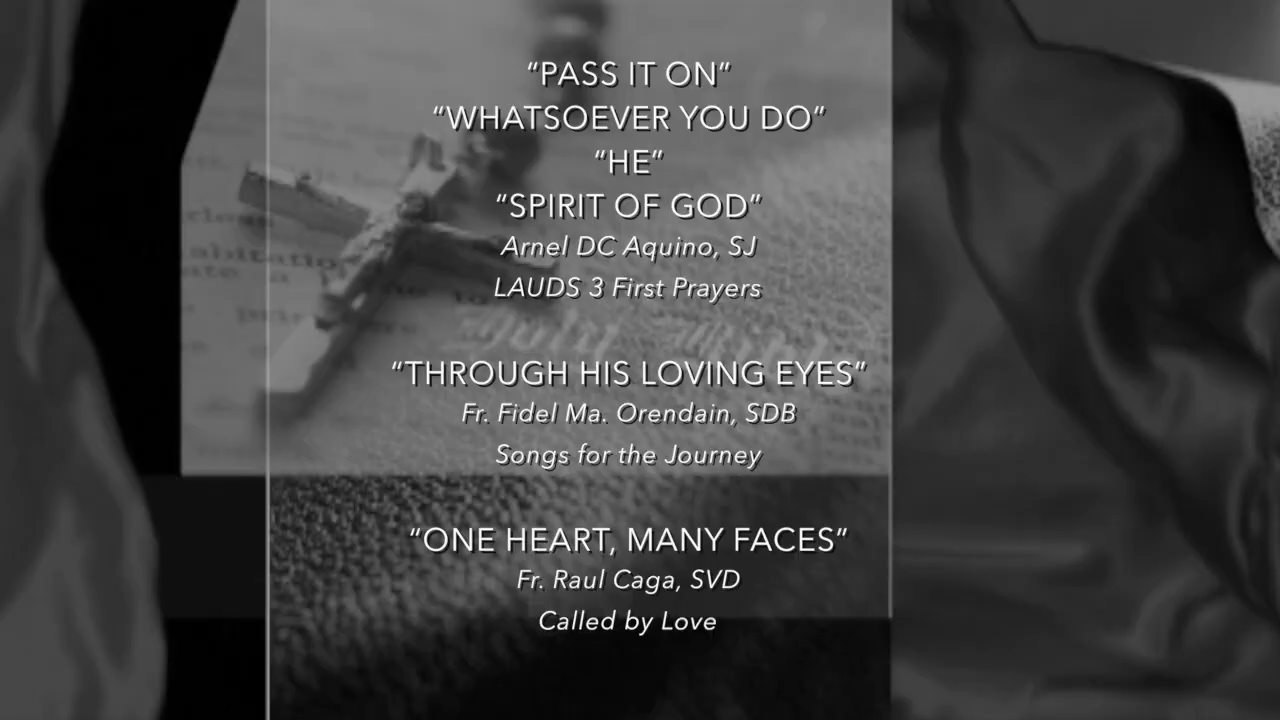 “PASS IT ON”
“WHATSOEVER YOU DO”
“HE”
“SPIRIT OF GOD”
Arnel DC Aquino, SJ
LAUDS 3 First Prayers
“THROUGH HIS LOVING EYES”
Fr. Fidel Ma. Orendain, SDB
Songs for the Journey
“ONE HEART, MANY FACES”
Fr. Raul Caga, SVD
Called by Love